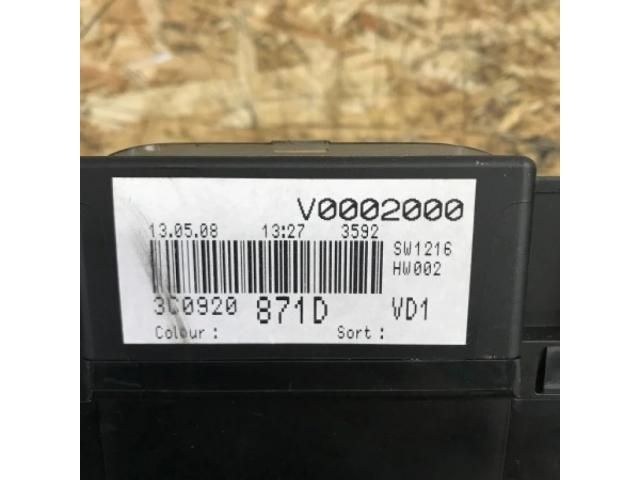 V0002000
13.05.08 13:27 3592
SW1216
HW002
3C0920 871D VD1
Colour : Sort :